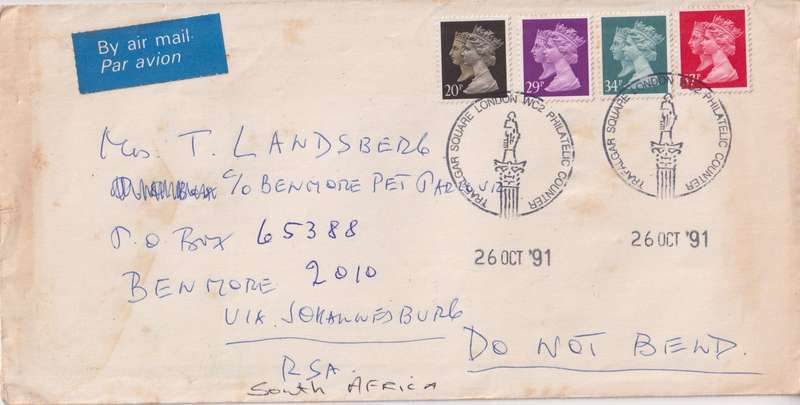 By air mail
Par avion
20P
29P
34P
TRAFALGAR SQUARE LONDON WC2 PHILATELIC COUNTER
TRAFALGAR SQUARE LONDON WC2 PHILATELIC COUNTER
26 OCT '91
26 OCT '91
Mrs T. LANDSBERG
C/O BENMORE PET PARLOUR
P.O BOX 65388
BENMORE 2010
VIA JOHANNESBURG
RSA.
South AFRICA
DO NOT BEND.